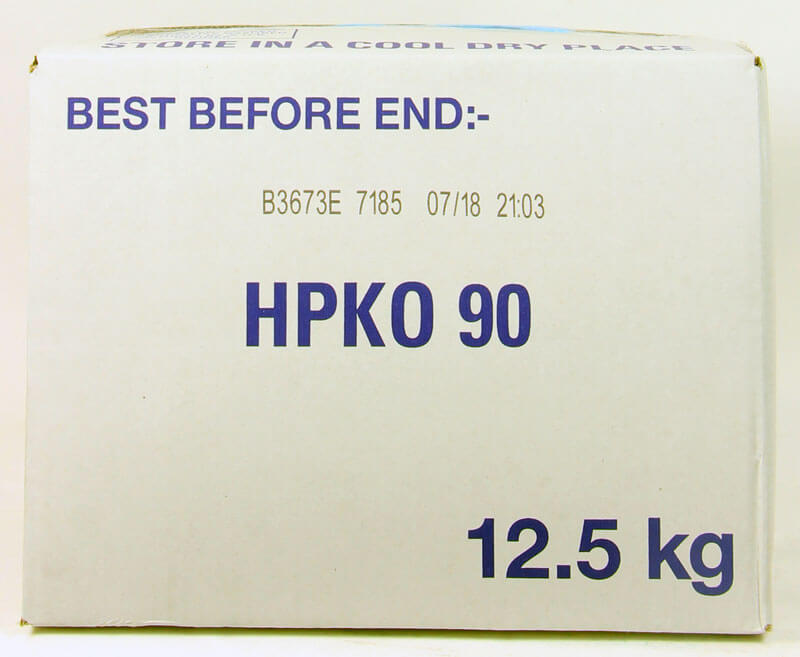 STORE IN A COOL DRY PLACE
BEST BEFORE END:-
B3673E 7185 07/18 21:03
HPKO 90
12.5 kg